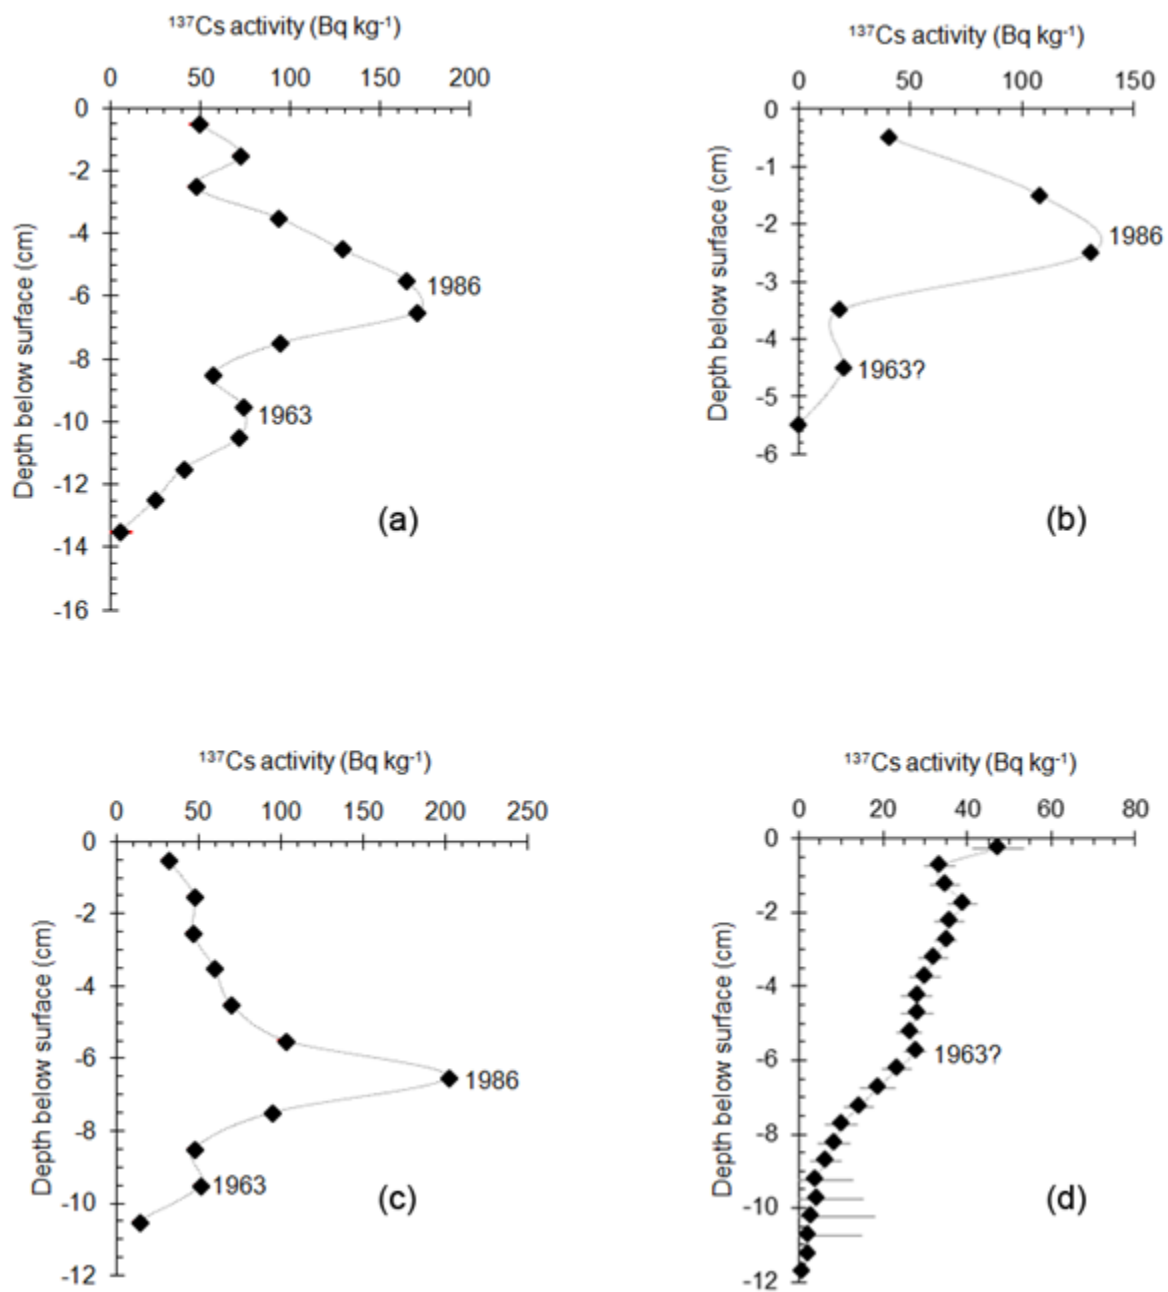 ¹³⁷Cs activity (Bq kg⁻¹)
0 50 100 150 200
0
-2
-4
-6
-8
-10
-12
-14
-16
Depth below surface (cm)
1986
1963
(a)
¹³⁷Cs activity (Bq kg⁻¹)
0 50 100 150
0
-1
-2
-3
-4
-5
-6
Depth below surface (cm)
1986
1963?
(b)
¹³⁷Cs activity (Bq kg⁻¹)
0 50 100 150 200 250
0
-2
-4
-6
-8
-10
-12
Depth below surface (cm)
1986
1963
(c)
¹³⁷Cs activity (Bq kg⁻¹)
0 20 40 60 80
0
-2
-4
-6
-8
-10
-12
Depth below surface (cm)
1963?
(d)